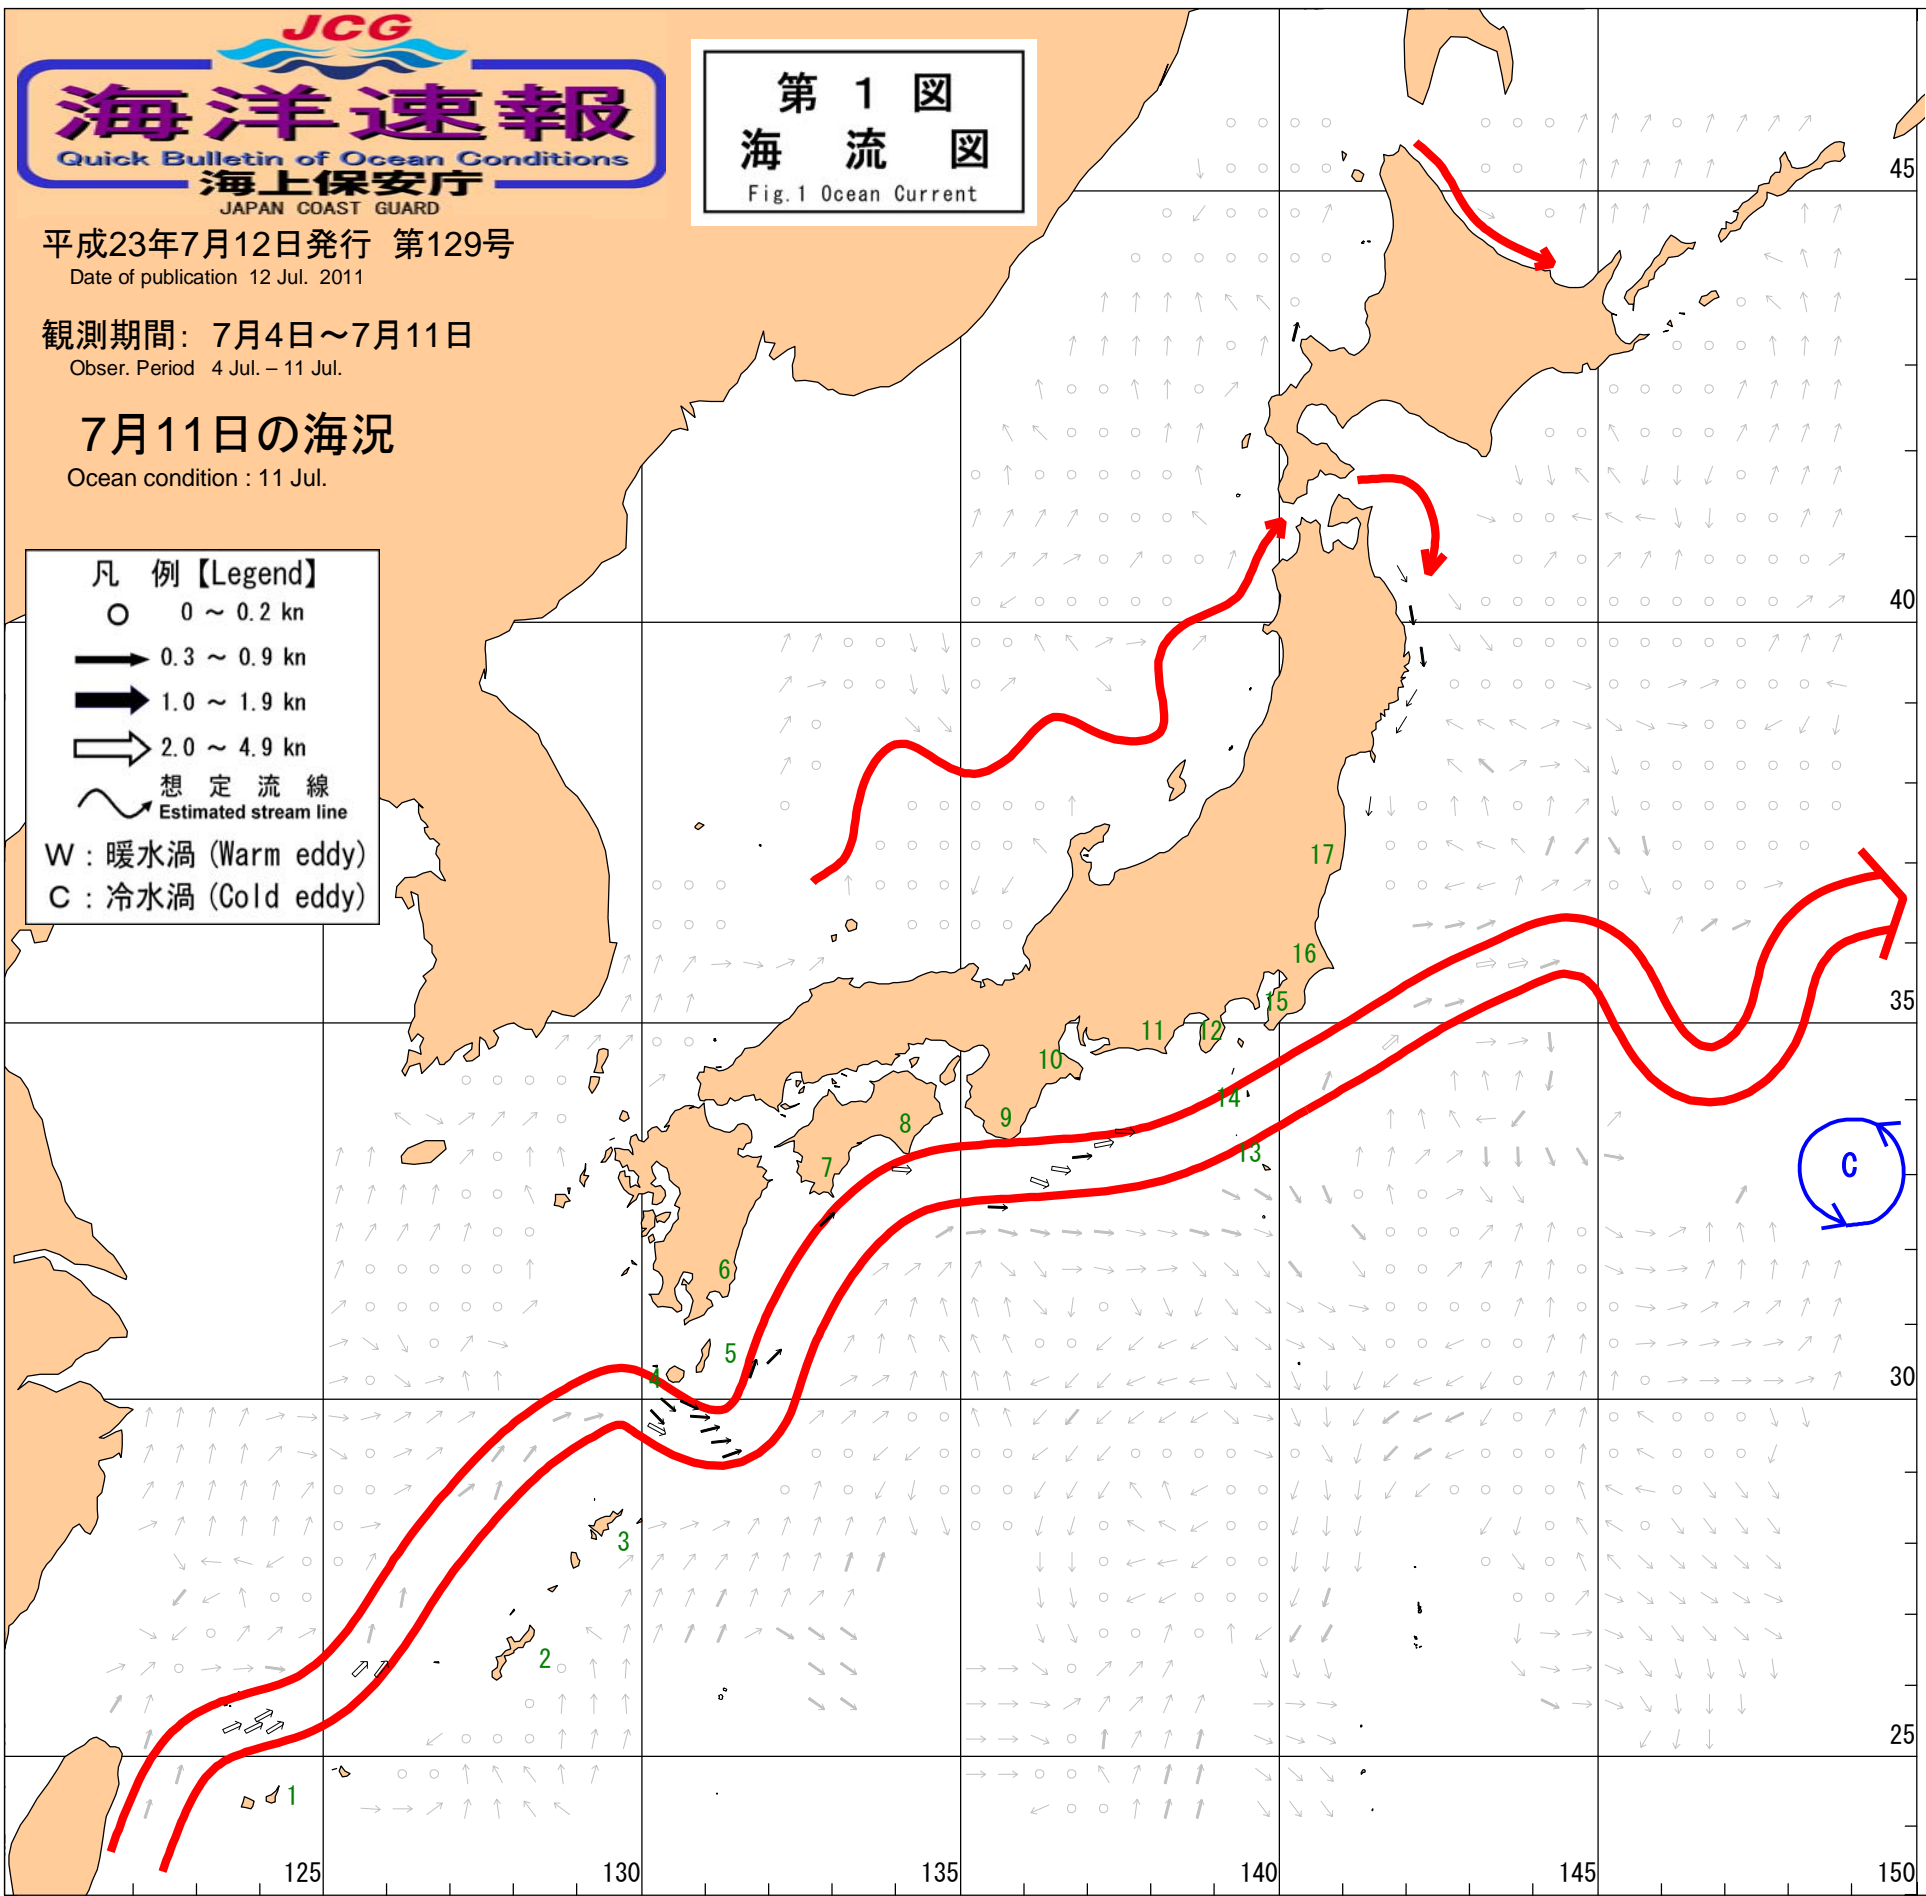 JCG
海洋速報
Quick Bulletin of Ocean Conditions
海上保安庁
JAPAN COAST GUARD
第 1 図
海 流 図
Fig.1 Ocean Current
平成23年7月12日発行 第129号
Date of publication 12 Jul. 2011
観測期間: 7月4日～7月11日
Obser. Period 4 Jul. – 11 Jul.
7月11日の海況
Ocean condition : 11 Jul.
凡 例【Legend】
0 ～ 0.2 kn
0.3 ～ 0.9 kn
1.0 ～ 1.9 kn
2.0 ～ 4.9 kn
想 定 流 線
Estimated stream line
W : 暖水渦 (Warm eddy)
C : 冷水渦 (Cold eddy)
45
40
17
16
15
35
11
12
10
14
9
8
13
7
C
6
5
4
30
3
2
25
1
125
130
135
140
145
150